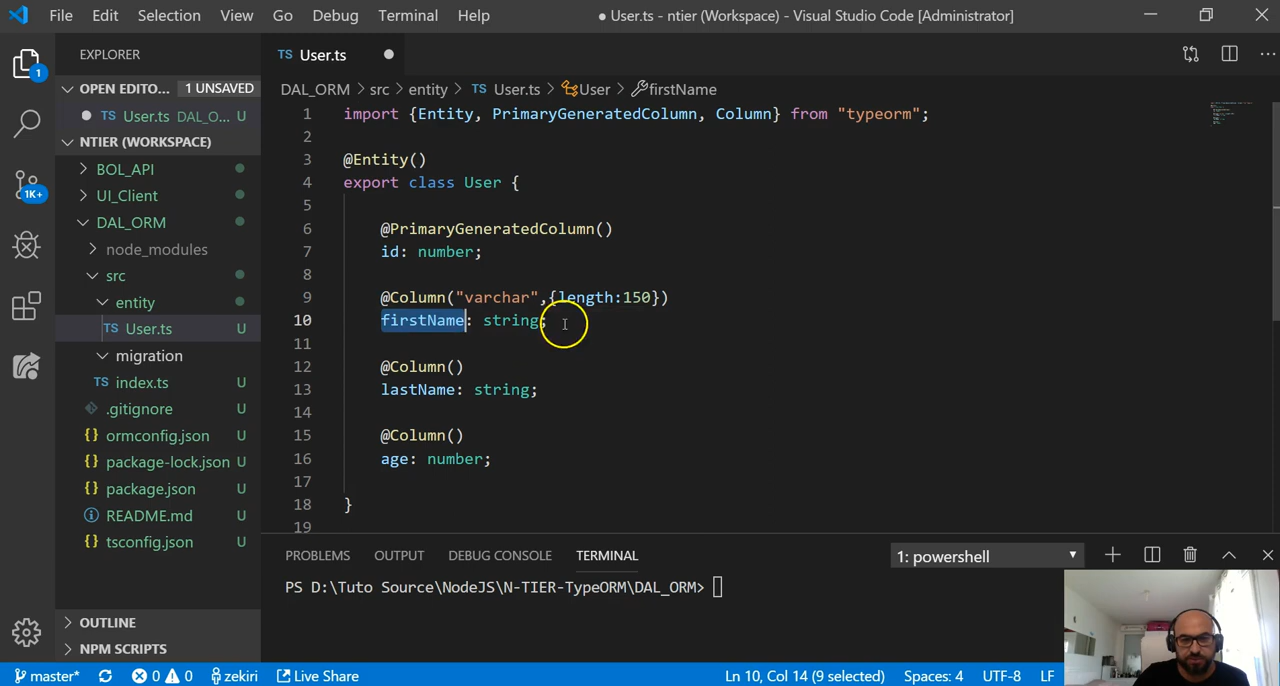 File Edit Selection View Go Debug Terminal Help
● User.ts - ntier (Workspace) - Visual Studio Code [Administrator]
EXPLORER
OPEN EDITO... 1 UNSAVED
TS User.ts DAL_O... U
NTIER (WORKSPACE)
BOL_API
UI_Client
DAL_ORM
node_modules
src
entity
TS User.ts U
migration
TS index.ts U
.gitignore U
{} ormconfig.json U
{} package-lock.json U
{} package.json U
README.md U
{} tsconfig.json U
OUTLINE
NPM SCRIPTS
1
1K+
TS User.ts ●
DAL_ORM > src > entity > TS User.ts > User > firstName
1 import {Entity, PrimaryGeneratedColumn, Column} from "typeorm";
2
3 @Entity()
4 export class User {
5
6 @PrimaryGeneratedColumn()
7 id: number;
8
9 @Column("varchar",{length:150})
10 firstName: string;
11
12 @Column()
13 lastName: string;
14
15 @Column()
16 age: number;
17
18 }
19
PROBLEMS OUTPUT DEBUG CONSOLE TERMINAL 1: powershell
PS D:\Tuto Source\NodeJS\N-TIER-TypeORM\DAL_ORM>
master* 0 0 zekiri Live Share Ln 10, Col 14 (9 selected) Spaces: 4 UTF-8 LF